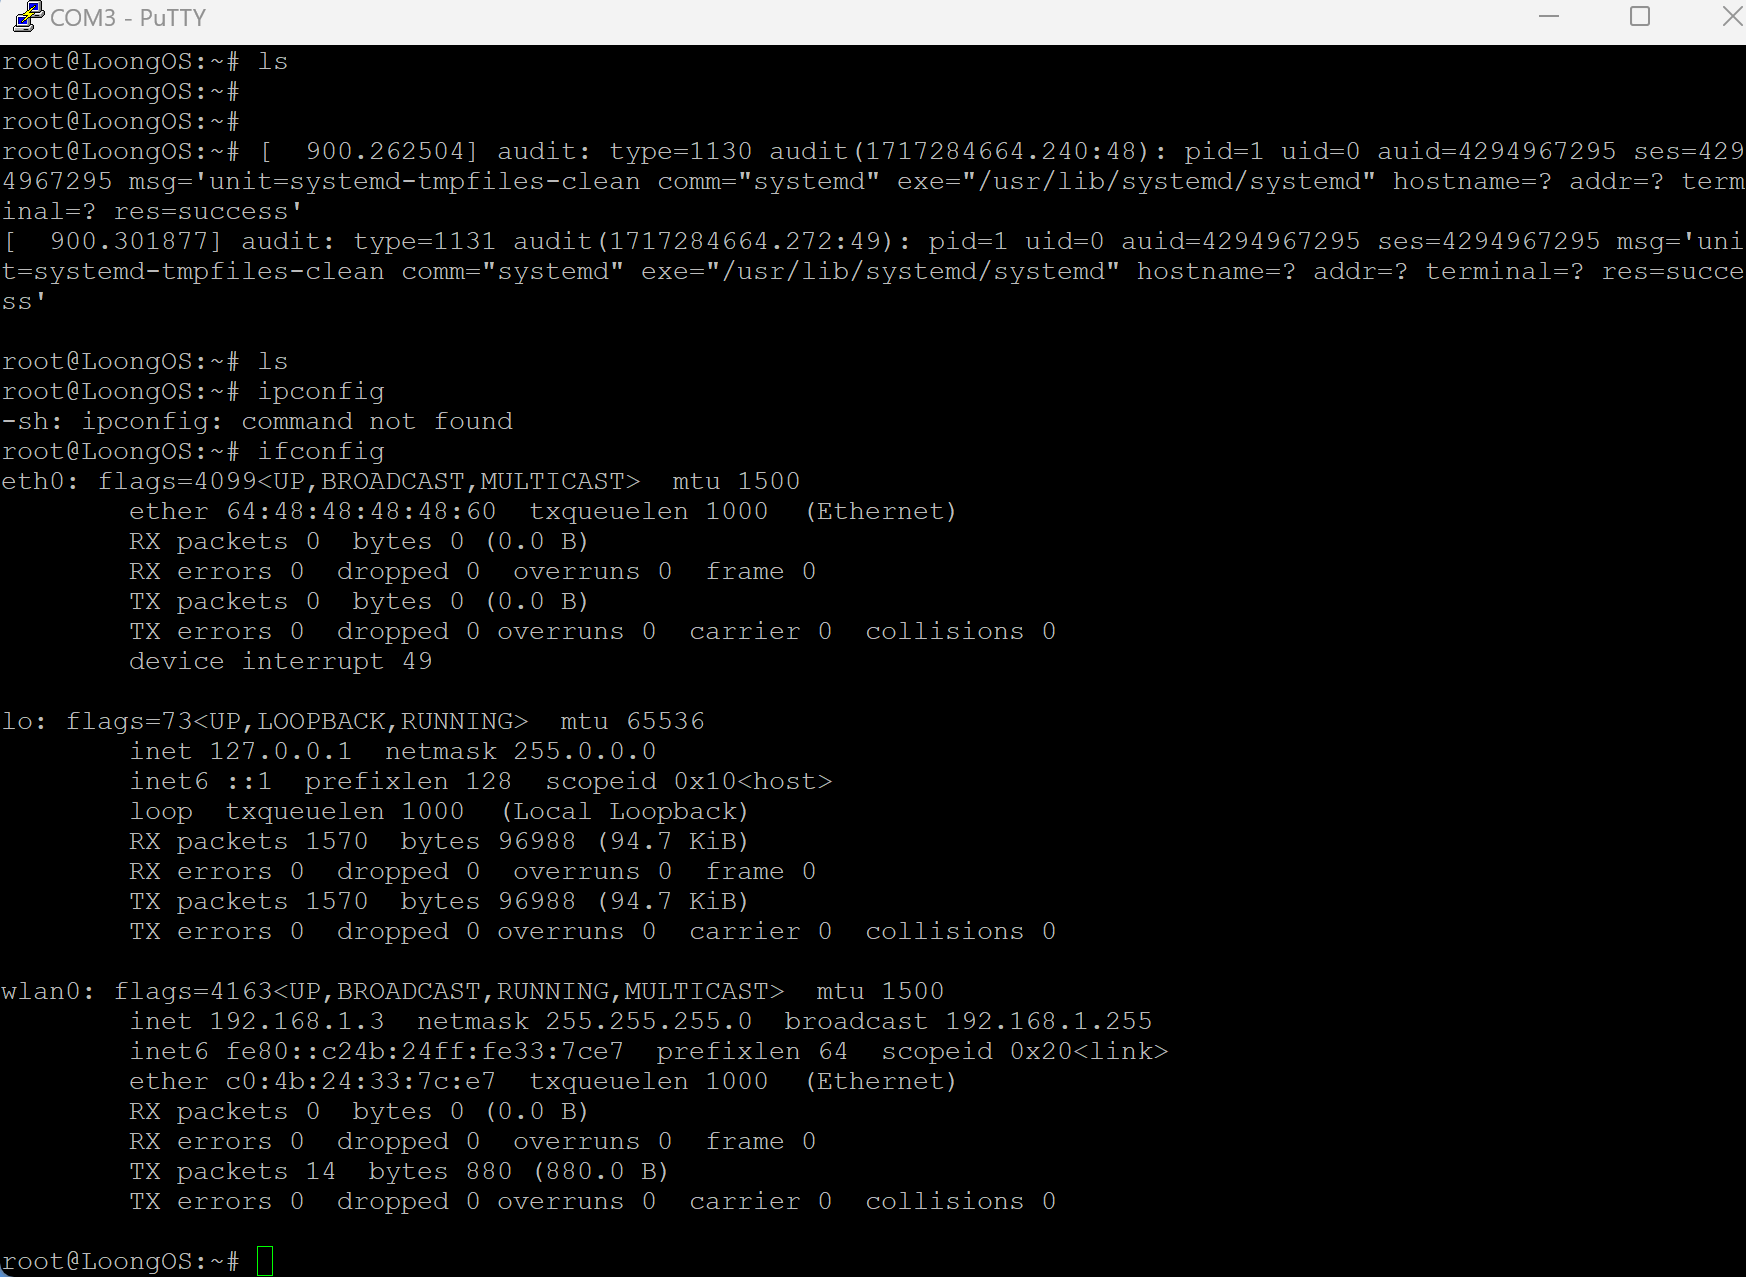 COM3 - PuTTY
root@LoongOS:~# ls
root@LoongOS:~#
root@LoongOS:~#
root@LoongOS:~# [  900.262504] audit: type=1130 audit(1717284664.240:48): pid=1 uid=0 auid=4294967295 ses=429
4967295 msg='unit=systemd-tmpfiles-clean comm="systemd" exe="/usr/lib/systemd/systemd" hostname=? addr=? term
inal=? res=success'
[  900.301877] audit: type=1131 audit(1717284664.272:49): pid=1 uid=0 auid=4294967295 ses=4294967295 msg='uni
t=systemd-tmpfiles-clean comm="systemd" exe="/usr/lib/systemd/systemd" hostname=? addr=? terminal=? res=succe
ss'

root@LoongOS:~# ls
root@LoongOS:~# ipconfig
-sh: ipconfig: command not found
root@LoongOS:~# ifconfig
eth0: flags=4099<UP,BROADCAST,MULTICAST>  mtu 1500
        ether 64:48:48:48:48:60  txqueuelen 1000  (Ethernet)
        RX packets 0  bytes 0 (0.0 B)
        RX errors 0  dropped 0  overruns 0  frame 0
        TX packets 0  bytes 0 (0.0 B)
        TX errors 0  dropped 0 overruns 0  carrier 0  collisions 0
        device interrupt 49

lo: flags=73<UP,LOOPBACK,RUNNING>  mtu 65536
        inet 127.0.0.1  netmask 255.0.0.0
        inet6 ::1  prefixlen 128  scopeid 0x10<host>
        loop  txqueuelen 1000  (Local Loopback)
        RX packets 1570  bytes 96988 (94.7 KiB)
        RX errors 0  dropped 0  overruns 0  frame 0
        TX packets 1570  bytes 96988 (94.7 KiB)
        TX errors 0  dropped 0 overruns 0  carrier 0  collisions 0

wlan0: flags=4163<UP,BROADCAST,RUNNING,MULTICAST>  mtu 1500
        inet 192.168.1.3  netmask 255.255.255.0  broadcast 192.168.1.255
        inet6 fe80::c24b:24ff:fe33:7ce7  prefixlen 64  scopeid 0x20<link>
        ether c0:4b:24:33:7c:e7  txqueuelen 1000  (Ethernet)
        RX packets 0  bytes 0 (0.0 B)
        RX errors 0  dropped 0  overruns 0  frame 0
        TX packets 14  bytes 880 (880.0 B)
        TX errors 0  dropped 0 overruns 0  carrier 0  collisions 0

root@LoongOS:~#